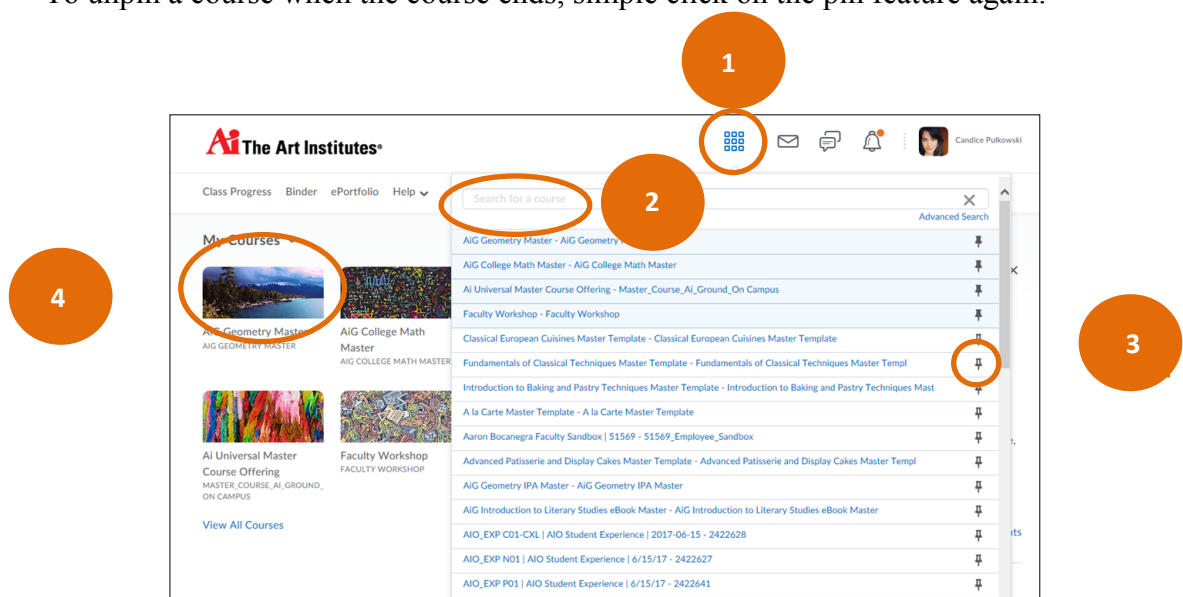 To unpin a course when the course ends, simple click on the pin feature again.
1
Ai The Art Institutes®
Candice Pulkowski
Class Progress Binder ePortfolio Help
Search for a course
2
Advanced Search
My Courses
AiG Geometry Master - AiG Geometry
AiG College Math Master - AiG College Math Master
Ai Universal Master Course Offering - Master_Course_Ai_Ground_On Campus
Faculty Workshop - Faculty Workshop
Classical European Cuisines Master Template - Classical European Cuisines Master Template
Fundamentals of Classical Techniques Master Template - Fundamentals of Classical Techniques Master Templ
Introduction to Baking and Pastry Techniques Master Template - Introduction to Baking and Pastry Techniques Mast
A la Carte Master Template - A la Carte Master Template
Aaron Bocanegra Faculty Sandbox | 51569 - 51569_Employee_Sandbox
Advanced Patisserie and Display Cakes Master Template - Advanced Patisserie and Display Cakes Master Templ
AiG Geometry IPA Master - AiG Geometry IPA Master
AiG Introduction to Literary Studies eBook Master - AiG Introduction to Literary Studies eBook Master
AIO_EXP C01-CXL | AIO Student Experience | 2017-06-15 - 2422628
AIO_EXP N01 | AIO Student Experience | 6/15/17 - 2422627
AIO_EXP P01 | AIO Student Experience | 6/15/17 - 2422641
4
3
AiG Geometry Master
AIG GEOMETRY MASTER
AiG College Math
Master
AIG COLLEGE MATH MASTER
Ai Universal Master
Course Offering
MASTER_COURSE_AI_GROUND_
ON CAMPUS
Faculty Workshop
FACULTY WORKSHOP
View All Courses